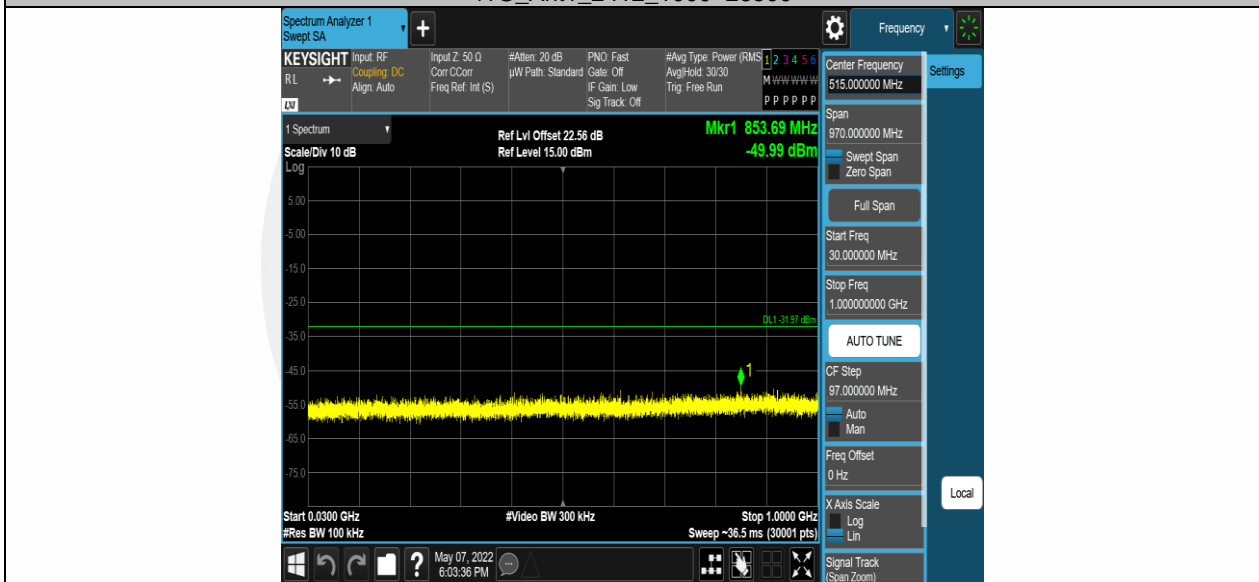 Spectrum Analyzer 1
Swept SA
+
Frequency
KEYSIGHT
RL
LXI
Input: RF
Coupling: DC
Align: Auto
Input Z: 50 Ω
Corr CCorr
Freq Ref: Int (S)
#Atten: 20 dB
µW Path: Standard
PNO: Fast
Gate: Off
IF Gain: Low
Sig Track: Off
#Avg Type: Power (RMS
Avg|Hold: 30/30
Trig: Free Run
1 2 3 4 5 6
M W W W W W
P P P P P P
1 Spectrum
Scale/Div 10 dB
Ref Lvl Offset 22.56 dB
Ref Level 15.00 dBm
Mkr1 853.69 MHz
-49.99 dBm
Log
5.00
-5.00
-15.0
-25.0
DL1 -31.97 dBm
-35.0
-45.0
1
-55.0
-65.0
-75.0
Start 0.0300 GHz
#Res BW 100 kHz
#Video BW 300 kHz
Stop 1.0000 GHz
Sweep ~36.5 ms (30001 pts)
May 07, 2022
6:03:36 PM
Center Frequency
515.000000 MHz
Settings
Span
970.000000 MHz
Swept Span
Zero Span
Full Span
Start Freq
30.000000 MHz
Stop Freq
1.000000000 GHz
AUTO TUNE
CF Step
97.000000 MHz
Auto
Man
Freq Offset
0 Hz
X Axis Scale
Log
Lin
Local
Signal Track
(Span Zoom)